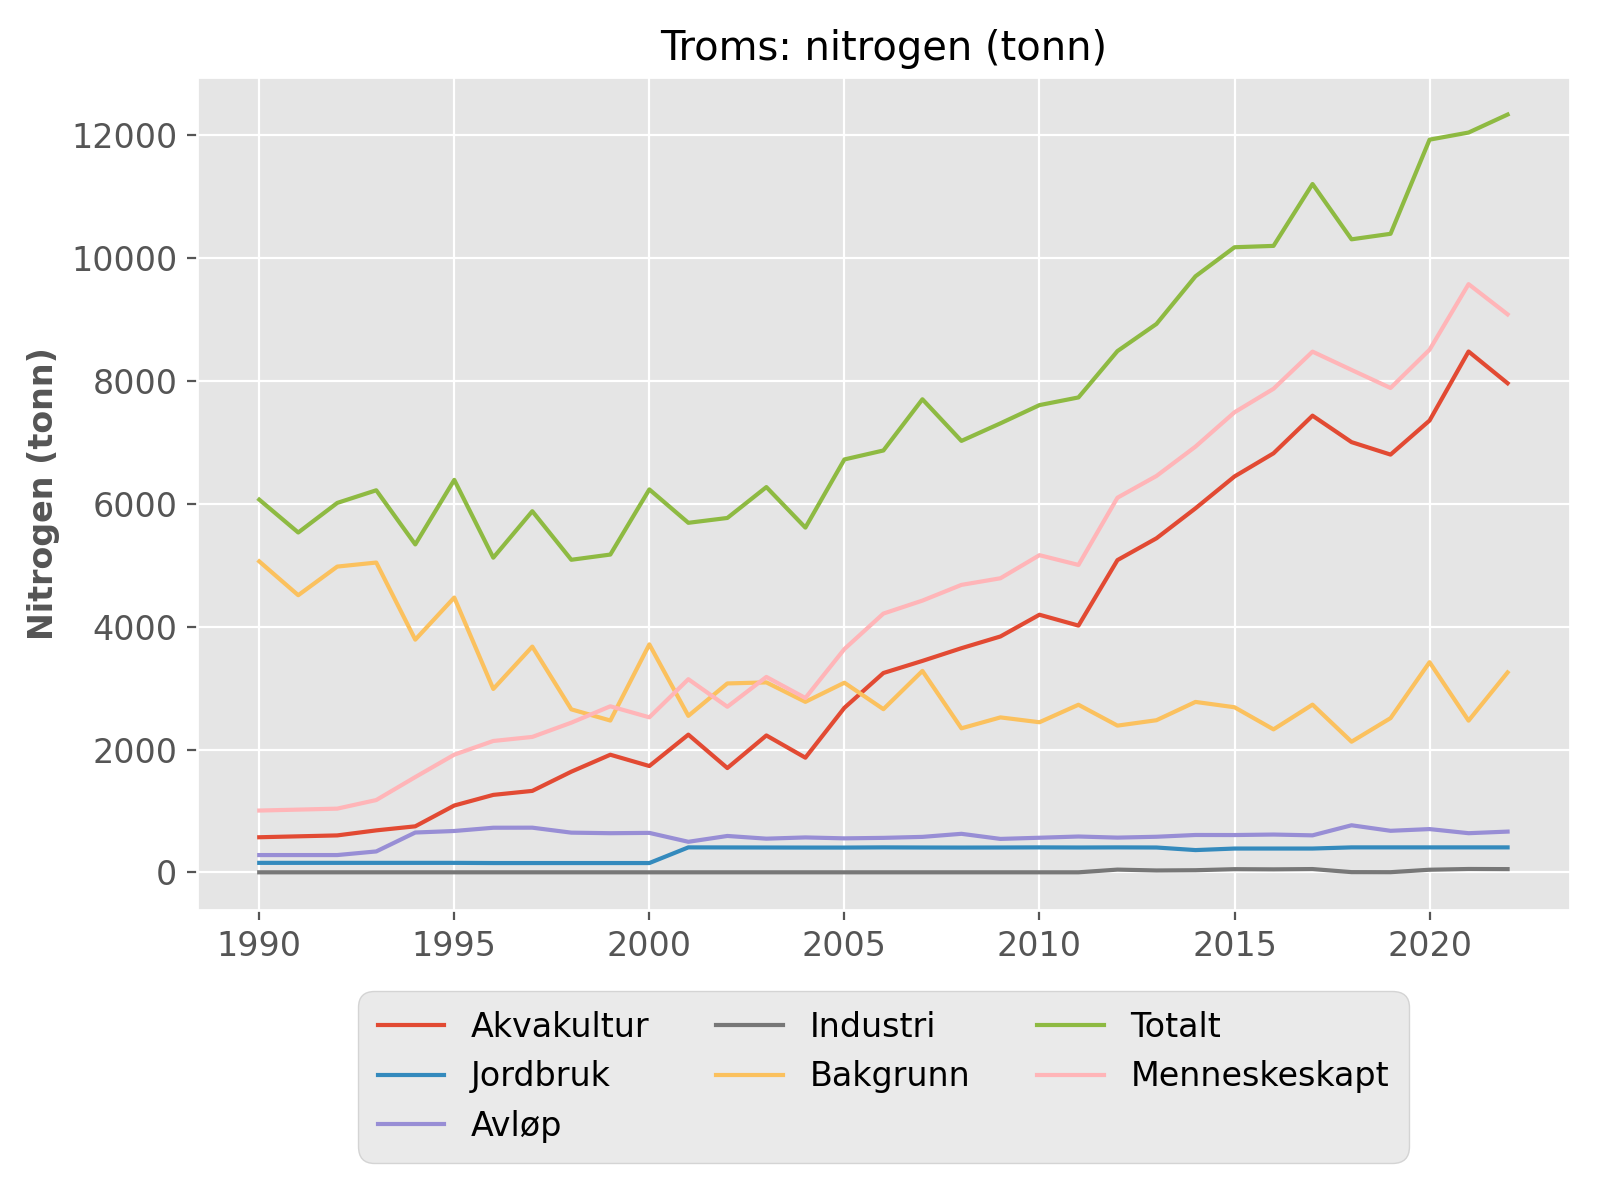 Troms: nitrogen (tonn)
Nitrogen (tonn)
12000
10000
8000
6000
4000
2000
0
1990 1995 2000 2005 2010 2015 2020
Akvakultur Industri Totalt
Jordbruk Bakgrunn Menneskeskapt
Avløp